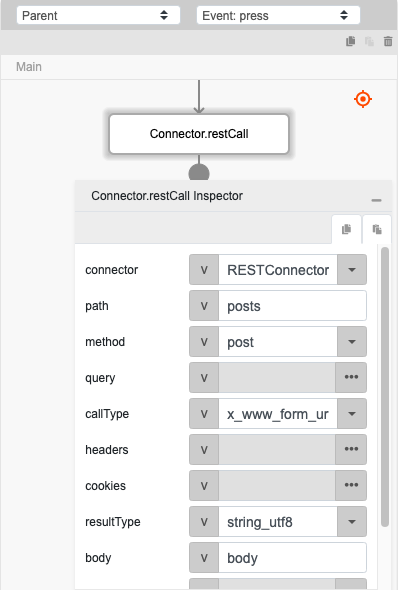 Parent Event: press
Main
Connector.restCall
Connector.restCall Inspector
connector V RESTConnector
path V posts
method V post
query V •••
callType V x_www_form_ur
headers V •••
cookies V •••
resultType V string_utf8
body V body